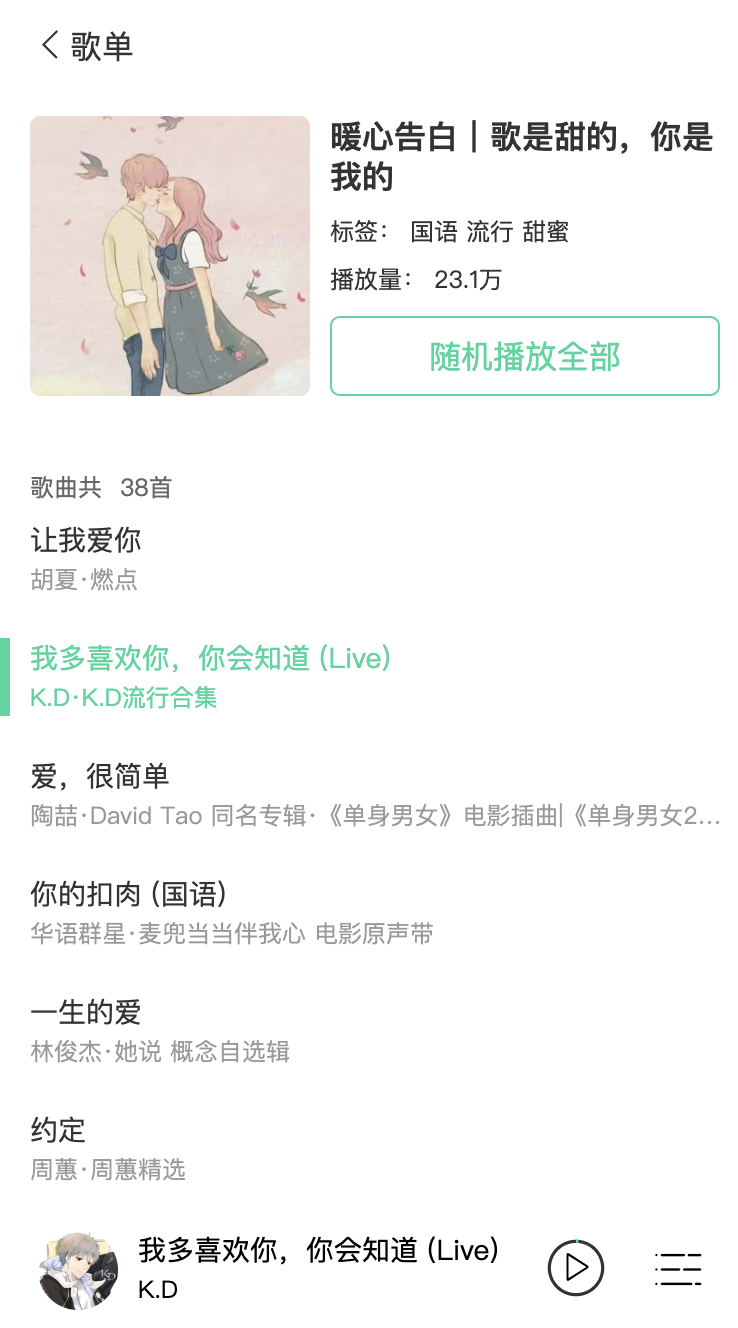 歌单
暖心告白｜歌是甜的，你是
我的
标签： 国语 流行 甜蜜
播放量： 23.1万
随机播放全部
歌曲共 38首
让我爱你
胡夏·燃点
我多喜欢你，你会知道 (Live)
K.D·K.D流行合集
爱，很简单
陶喆·David Tao 同名专辑·《单身男女》电影插曲|《单身男女2...
你的扣肉 (国语)
华语群星·麦兜当当伴我心 电影原声带
一生的爱
林俊杰·她说 概念自选辑
约定
周蕙·周蕙精选
我多喜欢你，你会知道 (Live)
K.D